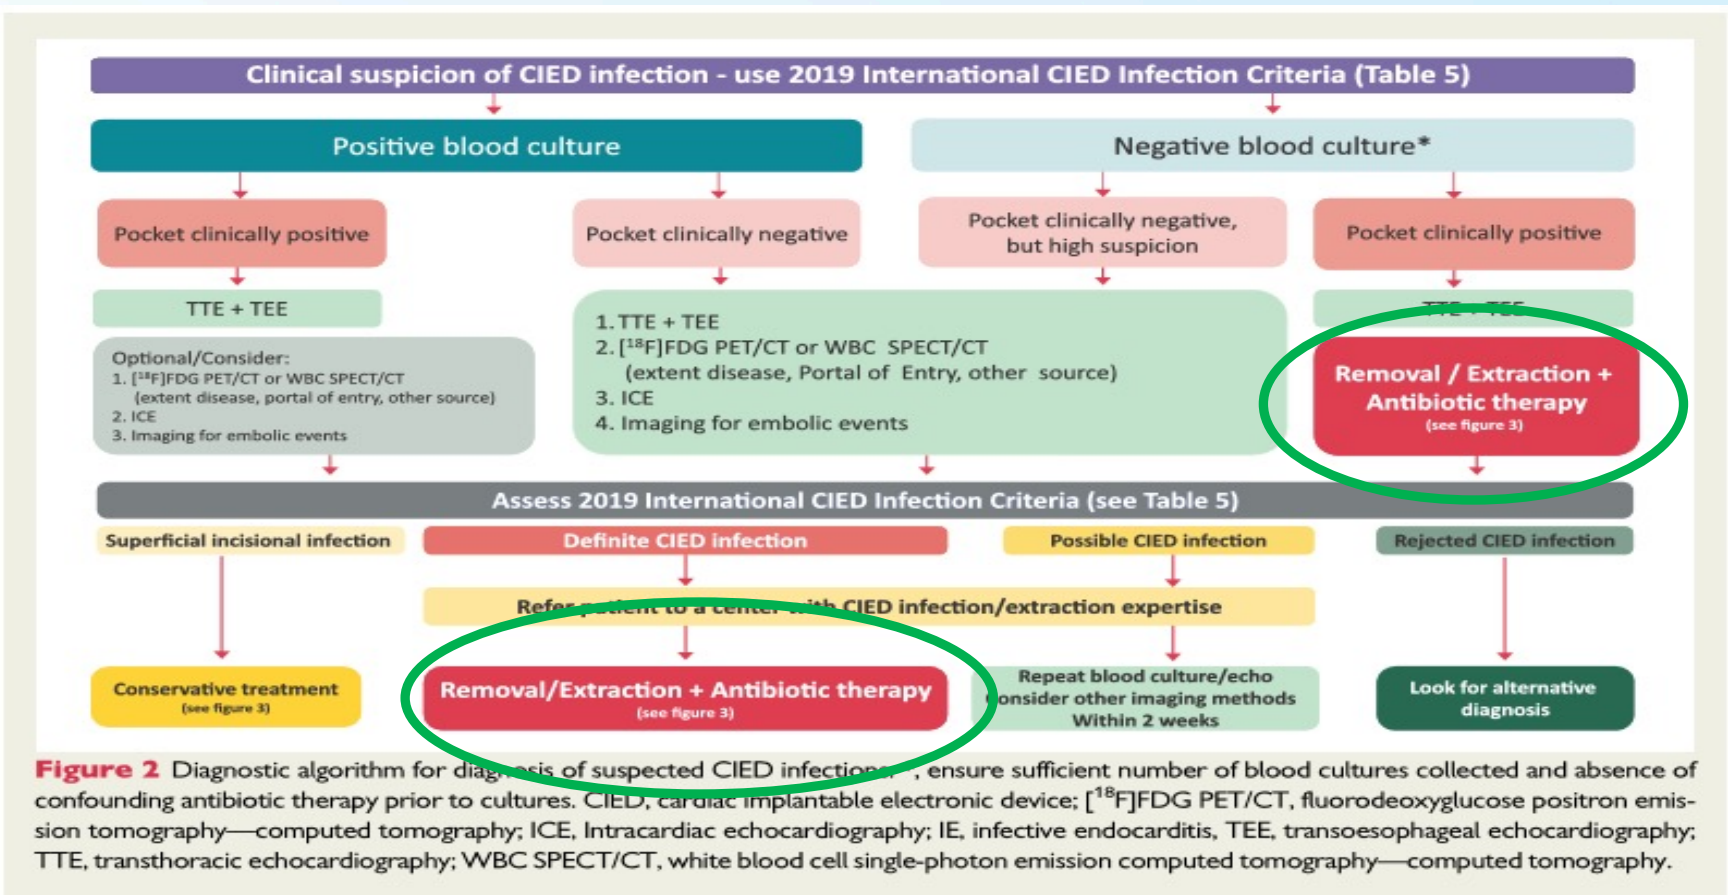 Clinical suspicion of CIED infection - use 2019 International CIED Infection Criteria (Table 5)
Positive blood culture
Negative blood culture*
Pocket clinically positive
Pocket clinically negative
Pocket clinically negative,
but high suspicion
Pocket clinically positive
TTE + TEE
Optional/Consider:
1. [¹⁸F]FDG PET/CT or WBC SPECT/CT
(extent disease, portal of entry, other source)
2. ICE
3. Imaging for embolic events
1. TTE + TEE
2. [¹⁸F]FDG PET/CT or WBC SPECT/CT
(extent disease, Portal of Entry, other source)
3. ICE
4. Imaging for embolic events
TTE + TEE
Removal / Extraction +
Antibiotic therapy
(see figure 3)
Assess 2019 International CIED Infection Criteria (see Table 5)
Superficial incisional infection
Definite CIED infection
Possible CIED infection
Rejected CIED infection
Refer patient to a center with CIED infection/extraction expertise
Conservative treatment
(see figure 3)
Removal/Extraction + Antibiotic therapy
(see figure 3)
Repeat blood culture/echo
Consider other imaging methods
Within 2 weeks
Look for alternative
diagnosis
Figure 2 Diagnostic algorithm for diagnosis of suspected CIED infections. , ensure sufficient number of blood cultures collected and absence of
confounding antibiotic therapy prior to cultures. CIED, cardiac implantable electronic device; [¹⁸F]FDG PET/CT, fluorodeoxyglucose positron emis-
sion tomography—computed tomography; ICE, Intracardiac echocardiography; IE, infective endocarditis, TEE, transoesophageal echocardiography;
TTE, transthoracic echocardiography; WBC SPECT/CT, white blood cell single-photon emission computed tomography—computed tomography.